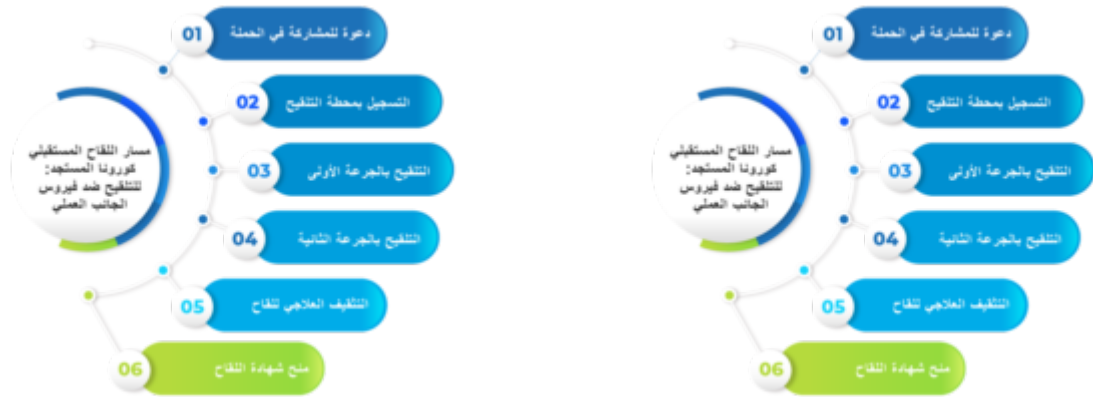 01
دعوة للمشاركة في الحملة
02
التسجيل بمحطة التلقيح
03
التلقيح بالجرعة الأولى
04
التلقيح بالجرعة الثانية
05
التثقيف العلاجي للقاح
06
منح شهادة اللقاح
مسار اللقاح المستقبلي
كورونا المستجد:
للتلقيح ضد فيروس
الجانب العملي
01
دعوة للمشاركة في الحملة
02
التسجيل بمحطة التلقيح
03
التلقيح بالجرعة الأولى
04
التلقيح بالجرعة الثانية
05
التثقيف العلاجي للقاح
06
منح شهادة اللقاح
مسار اللقاح المستقبلي
كورونا المستجد:
للتلقيح ضد فيروس
الجانب العملي